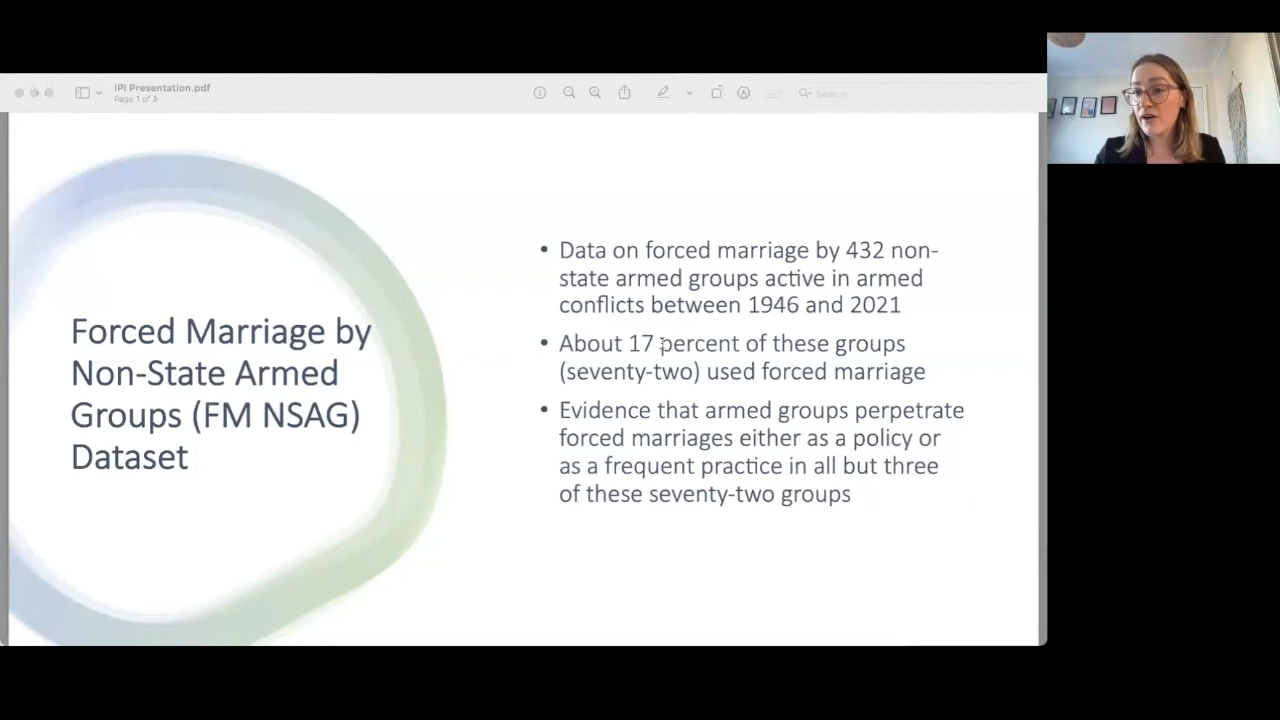 IPI Presentation.pdf
Page 1 of 3
Search
Forced Marriage by
Non-State Armed
Groups (FM NSAG)
Dataset
• Data on forced marriage by 432 non-
state armed groups active in armed
conflicts between 1946 and 2021
• About 17 percent of these groups
(seventy-two) used forced marriage
• Evidence that armed groups perpetrate
forced marriages either as a policy or
as a frequent practice in all but three
of these seventy-two groups